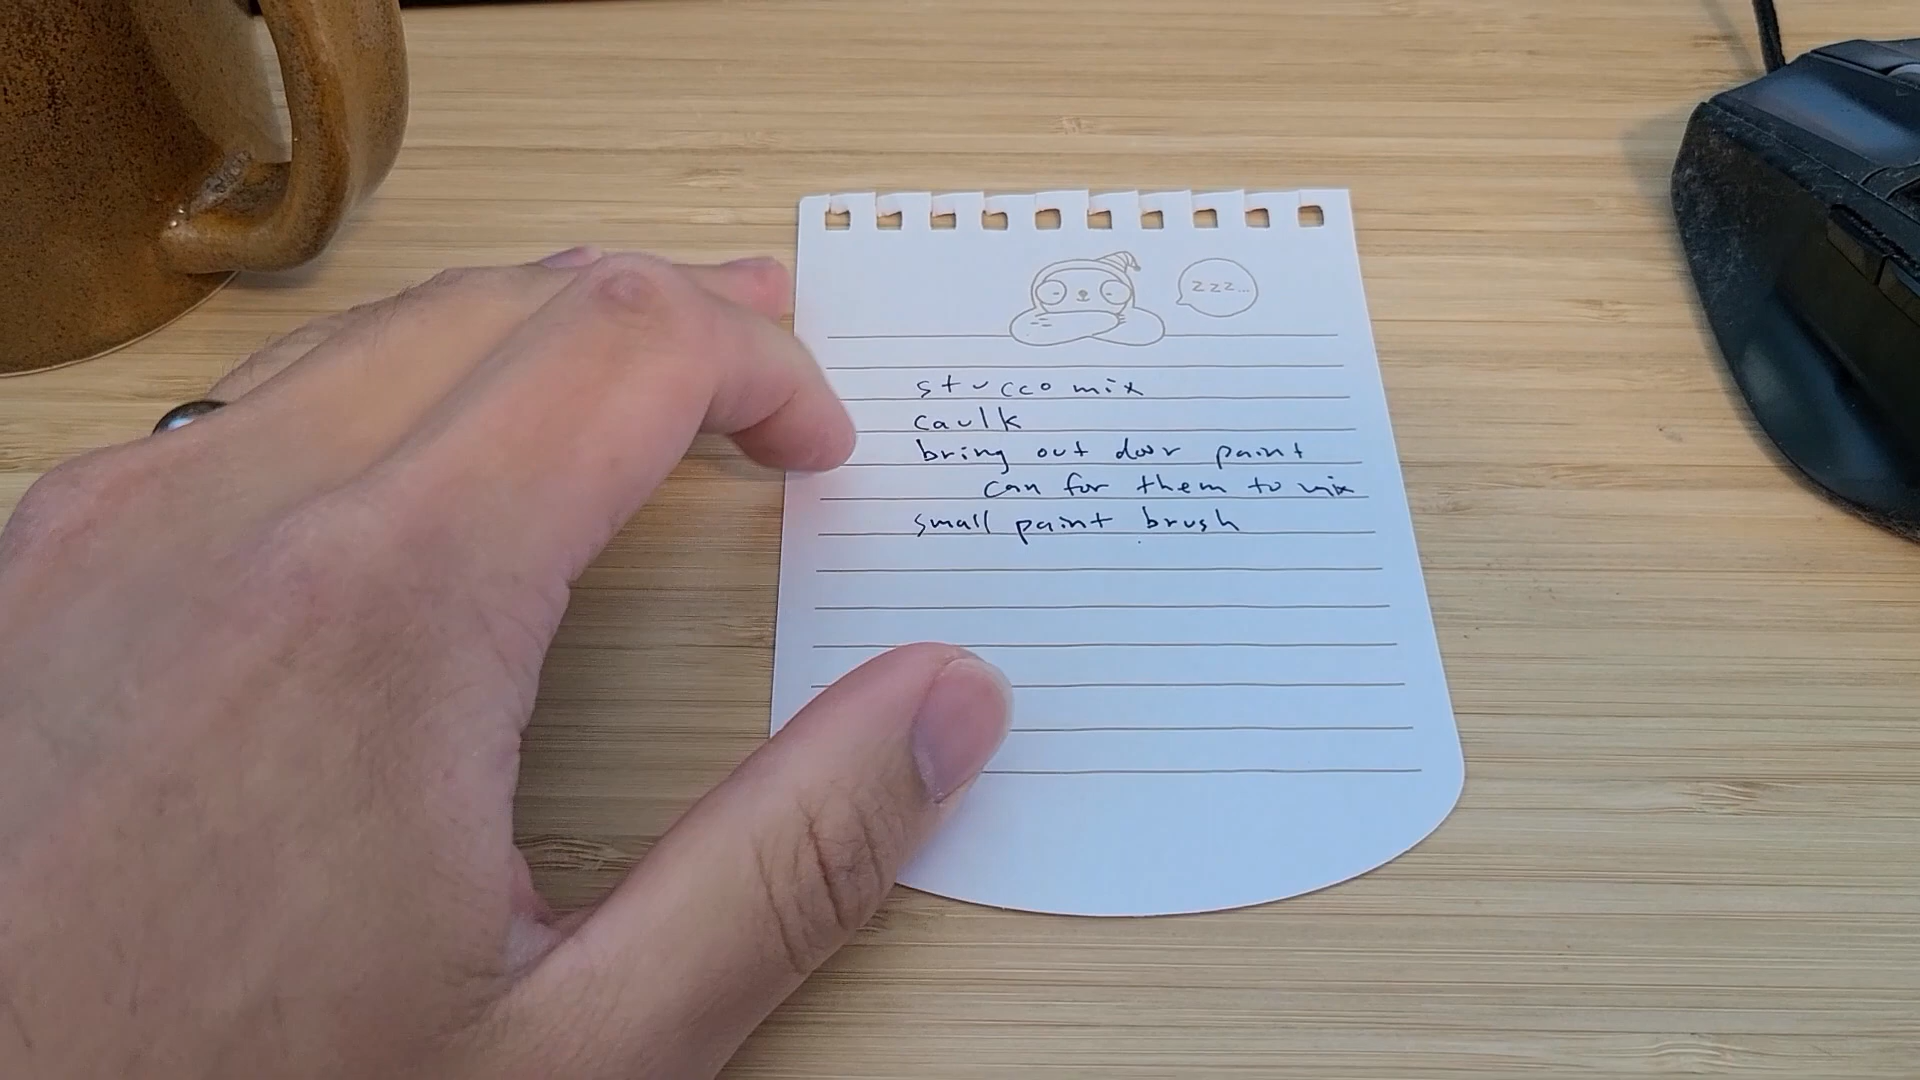 zzz...
stucco mix
caulk
bring out door paint
can for them to mix
small paint brush